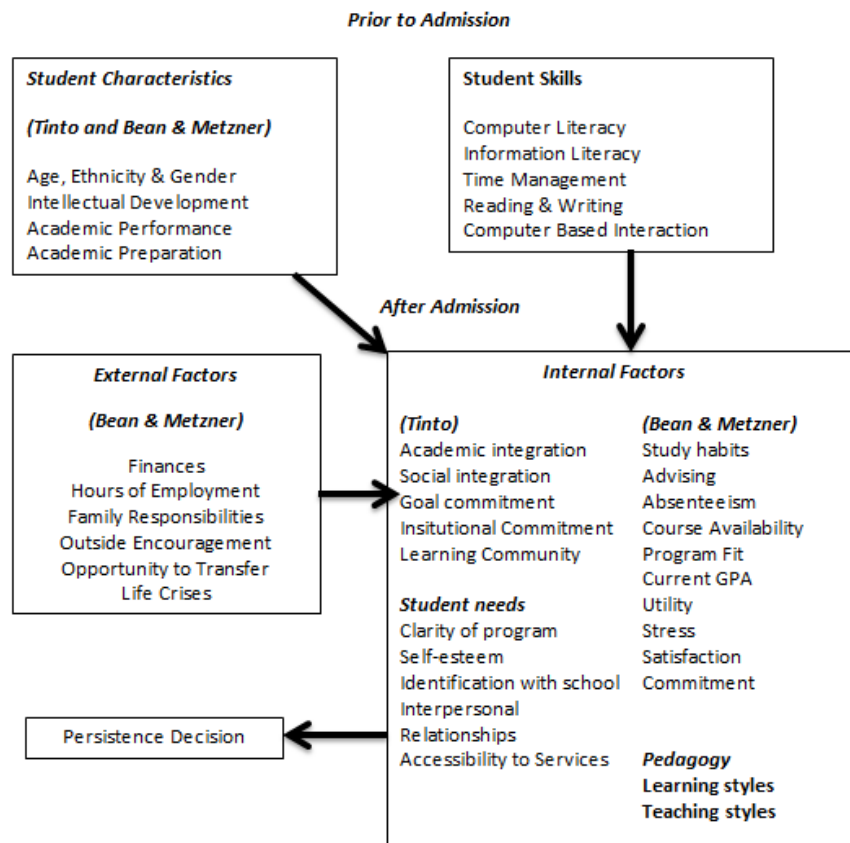 Prior to Admission
Student Characteristics
(Tinto and Bean & Metzner)
Age, Ethnicity & Gender
Intellectual Development
Academic Performance
Academic Preparation
Student Skills
Computer Literacy
Information Literacy
Time Management
Reading & Writing
Computer Based Interaction
After Admission
External Factors
(Bean & Metzner)
Finances
Hours of Employment
Family Responsibilities
Outside Encouragement
Opportunity to Transfer
Life Crises
Internal Factors
(Tinto)
Academic integration
Social integration
Goal commitment
Insitutional Commitment
Learning Community
Student needs
Clarity of program
Self-esteem
Identification with school
Interpersonal
Relationships
Accessibility to Services
(Bean & Metzner)
Study habits
Advising
Absenteeism
Course Availability
Program Fit
Current GPA
Utility
Stress
Satisfaction
Commitment
Pedagogy
Learning styles
Teaching styles
Persistence Decision